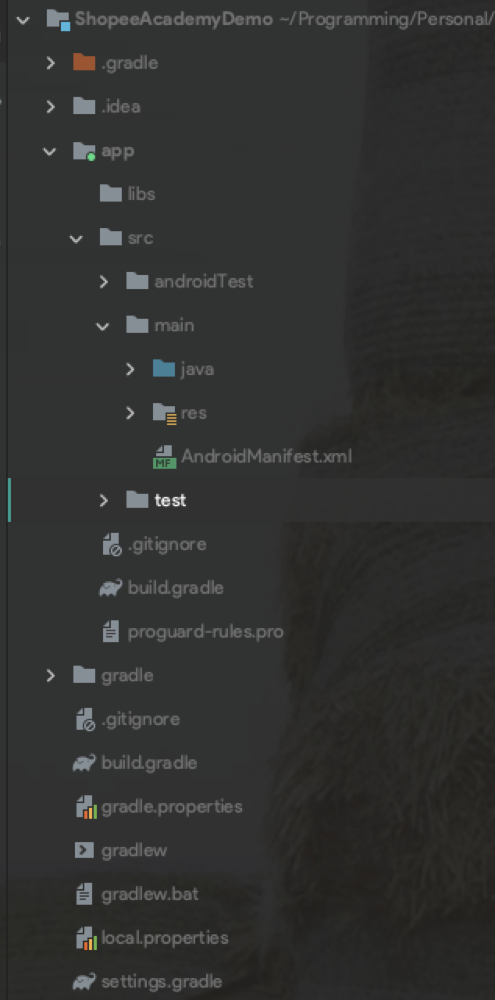 ShopeeAcademyDemo ~/Programming/Personal/
.gradle
.idea
app
libs
src
androidTest
main
java
res
MF AndroidManifest.xml
test
.gitignore
build.gradle
proguard-rules.pro
gradle
.gitignore
build.gradle
gradle.properties
gradlew
gradlew.bat
local.properties
settings.gradle